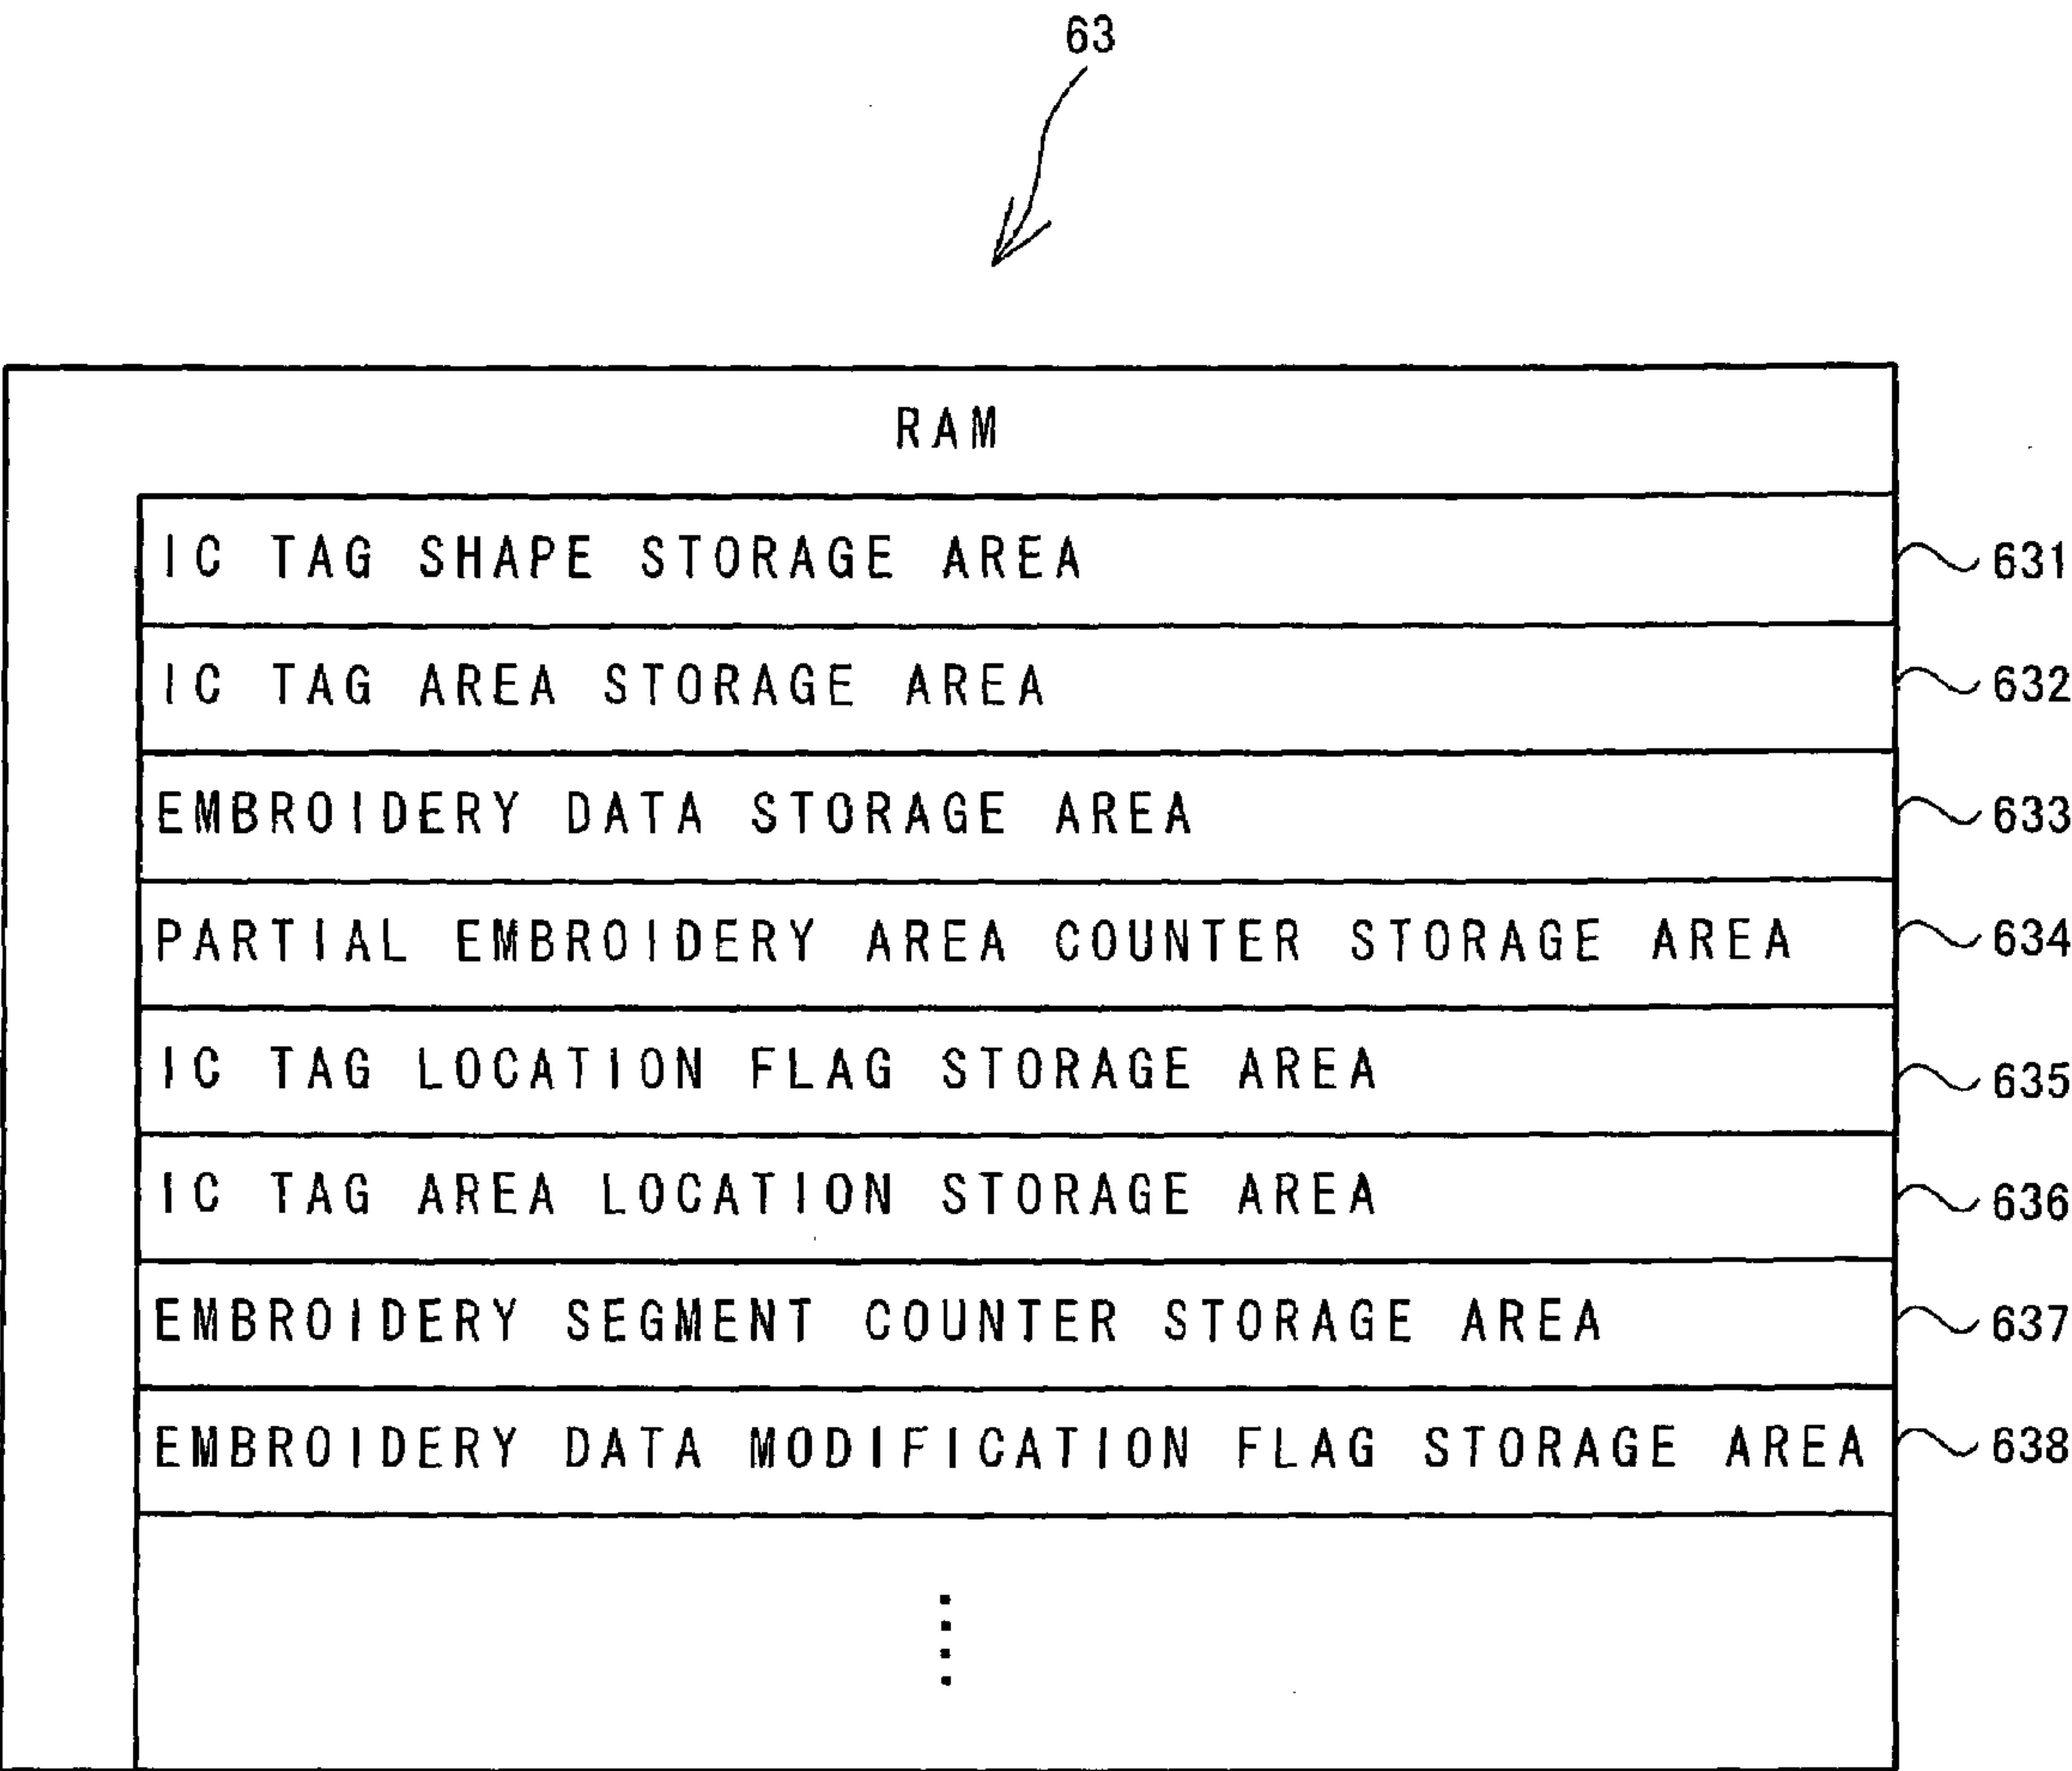 63
RAM
IC TAG SHAPE STORAGE AREA 631
IC TAG AREA STORAGE AREA 632
EMBROIDERY DATA STORAGE AREA 633
PARTIAL EMBROIDERY AREA COUNTER STORAGE AREA 634
IC TAG LOCATION FLAG STORAGE AREA 635
IC TAG AREA LOCATION STORAGE AREA 636
EMBROIDERY SEGMENT COUNTER STORAGE AREA 637
EMBROIDERY DATA MODIFICATION FLAG STORAGE AREA 638